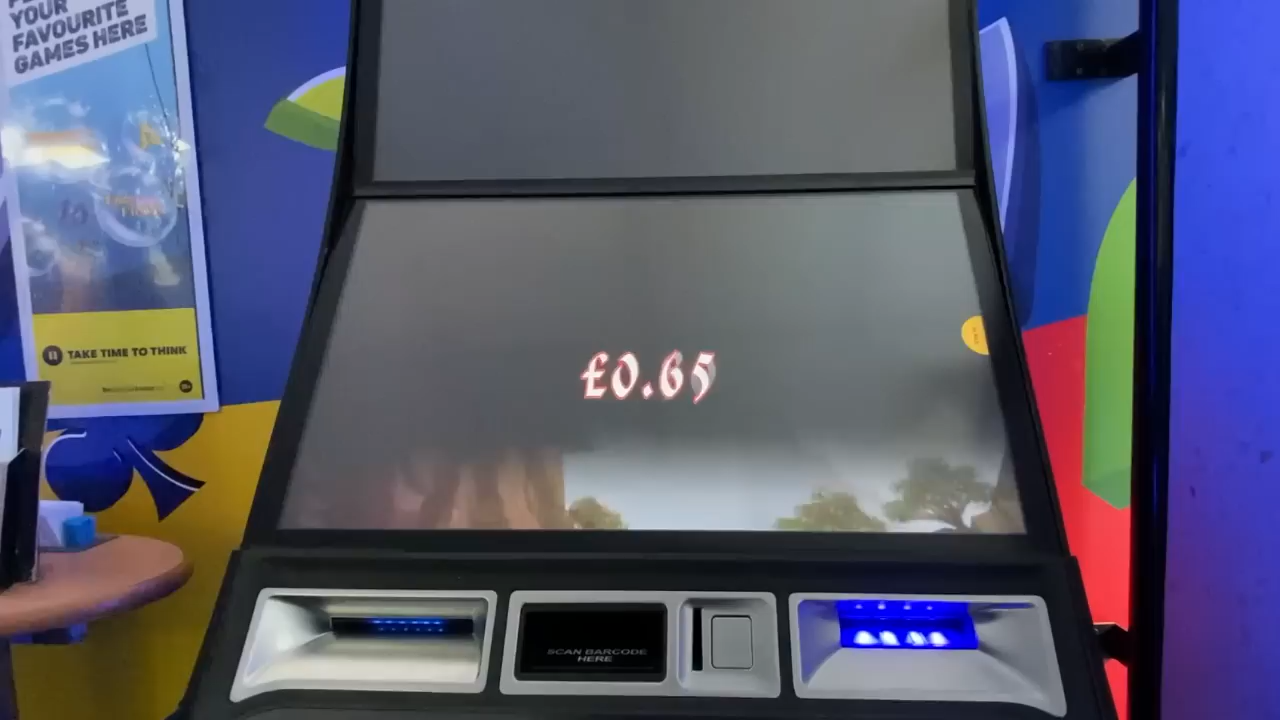 YOUR
FAVOURITE
GAMES HERE
TAKE TIME TO THINK
£0.65
SCAN BARCODE
HERE